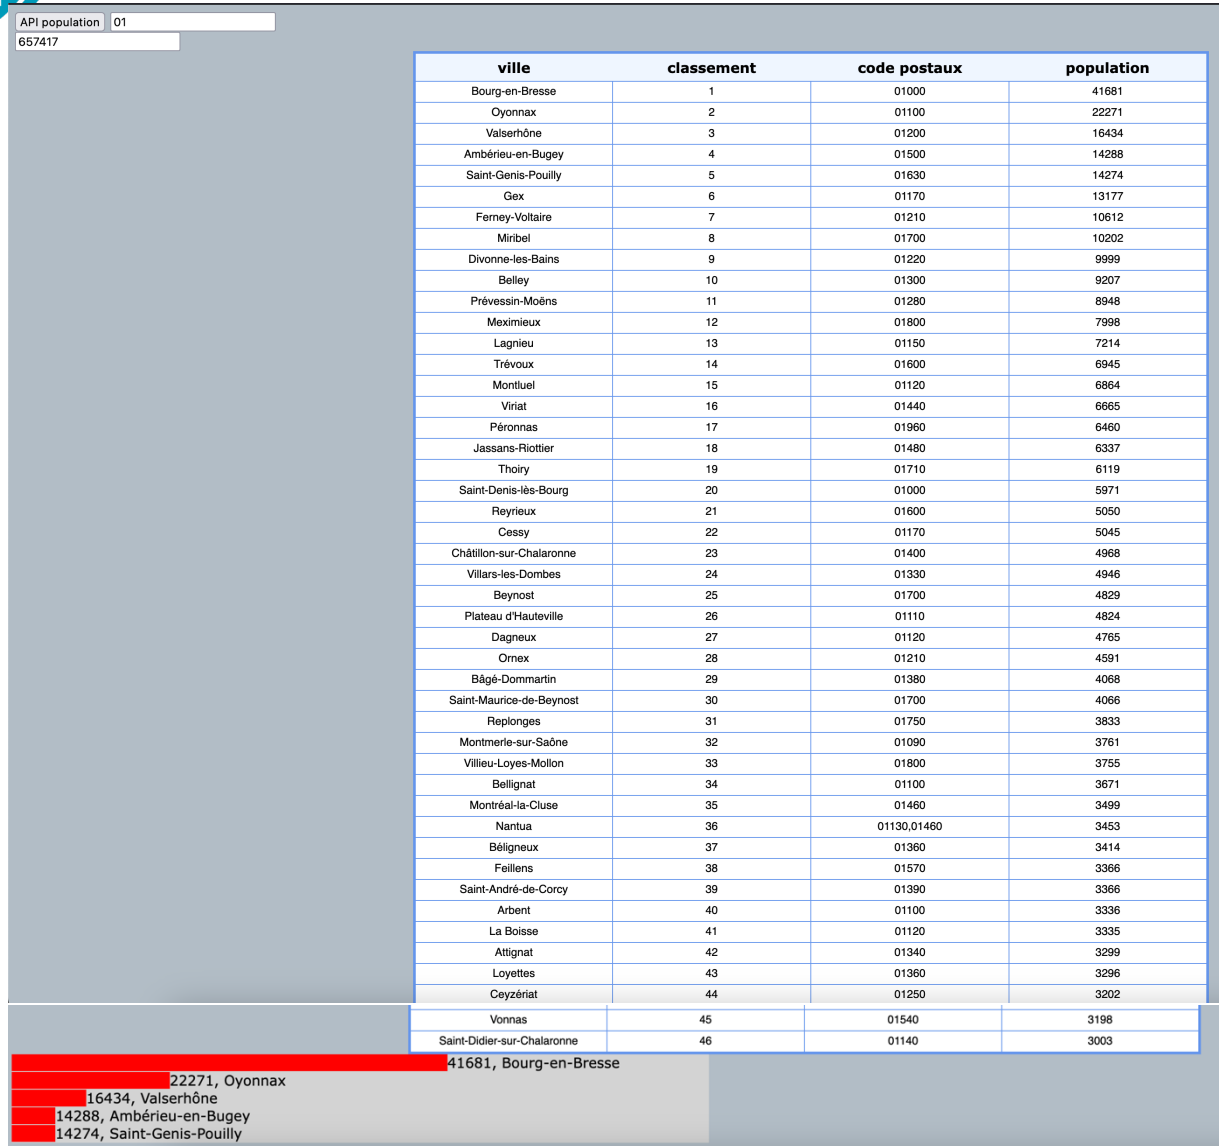 API population 01
657417
ville classement code postaux population
Bourg-en-Bresse 1 01000 41681
Oyonnax 2 01100 22271
Valserhône 3 01200 16434
Ambérieu-en-Bugey 4 01500 14288
Saint-Genis-Pouilly 5 01630 14274
Gex 6 01170 13177
Ferney-Voltaire 7 01210 10612
Miribel 8 01700 10202
Divonne-les-Bains 9 01220 9999
Belley 10 01300 9207
Prévessin-Moëns 11 01280 8948
Meximieux 12 01800 7998
Lagnieu 13 01150 7214
Trévoux 14 01600 6945
Montluel 15 01120 6864
Viriat 16 01440 6665
Péronnas 17 01960 6460
Jassans-Riottier 18 01480 6337
Thoiry 19 01710 6119
Saint-Denis-lès-Bourg 20 01000 5971
Reyrieux 21 01600 5050
Cessy 22 01170 5045
Châtillon-sur-Chalaronne 23 01400 4968
Villars-les-Dombes 24 01330 4946
Beynost 25 01700 4829
Plateau d'Hauteville 26 01110 4824
Dagneux 27 01120 4765
Ornex 28 01210 4591
Bâgé-Dommartin 29 01380 4068
Saint-Maurice-de-Beynost 30 01700 4066
Replonges 31 01750 3833
Montmerle-sur-Saône 32 01090 3761
Villieu-Loyes-Mollon 33 01800 3755
Bellignat 34 01100 3671
Montréal-la-Cluse 35 01460 3499
Nantua 36 01130,01460 3453
Béligneux 37 01360 3414
Feillens 38 01570 3366
Saint-André-de-Corcy 39 01390 3366
Arbent 40 01100 3336
La Boisse 41 01120 3335
Attignat 42 01340 3299
Loyettes 43 01360 3296
Ceyzériat 44 01250 3202
Vonnas 45 01540 3198
Saint-Didier-sur-Chalaronne 46 01140 3003
41681, Bourg-en-Bresse
22271, Oyonnax
16434, Valserhône
14288, Ambérieu-en-Bugey
14274, Saint-Genis-Pouilly